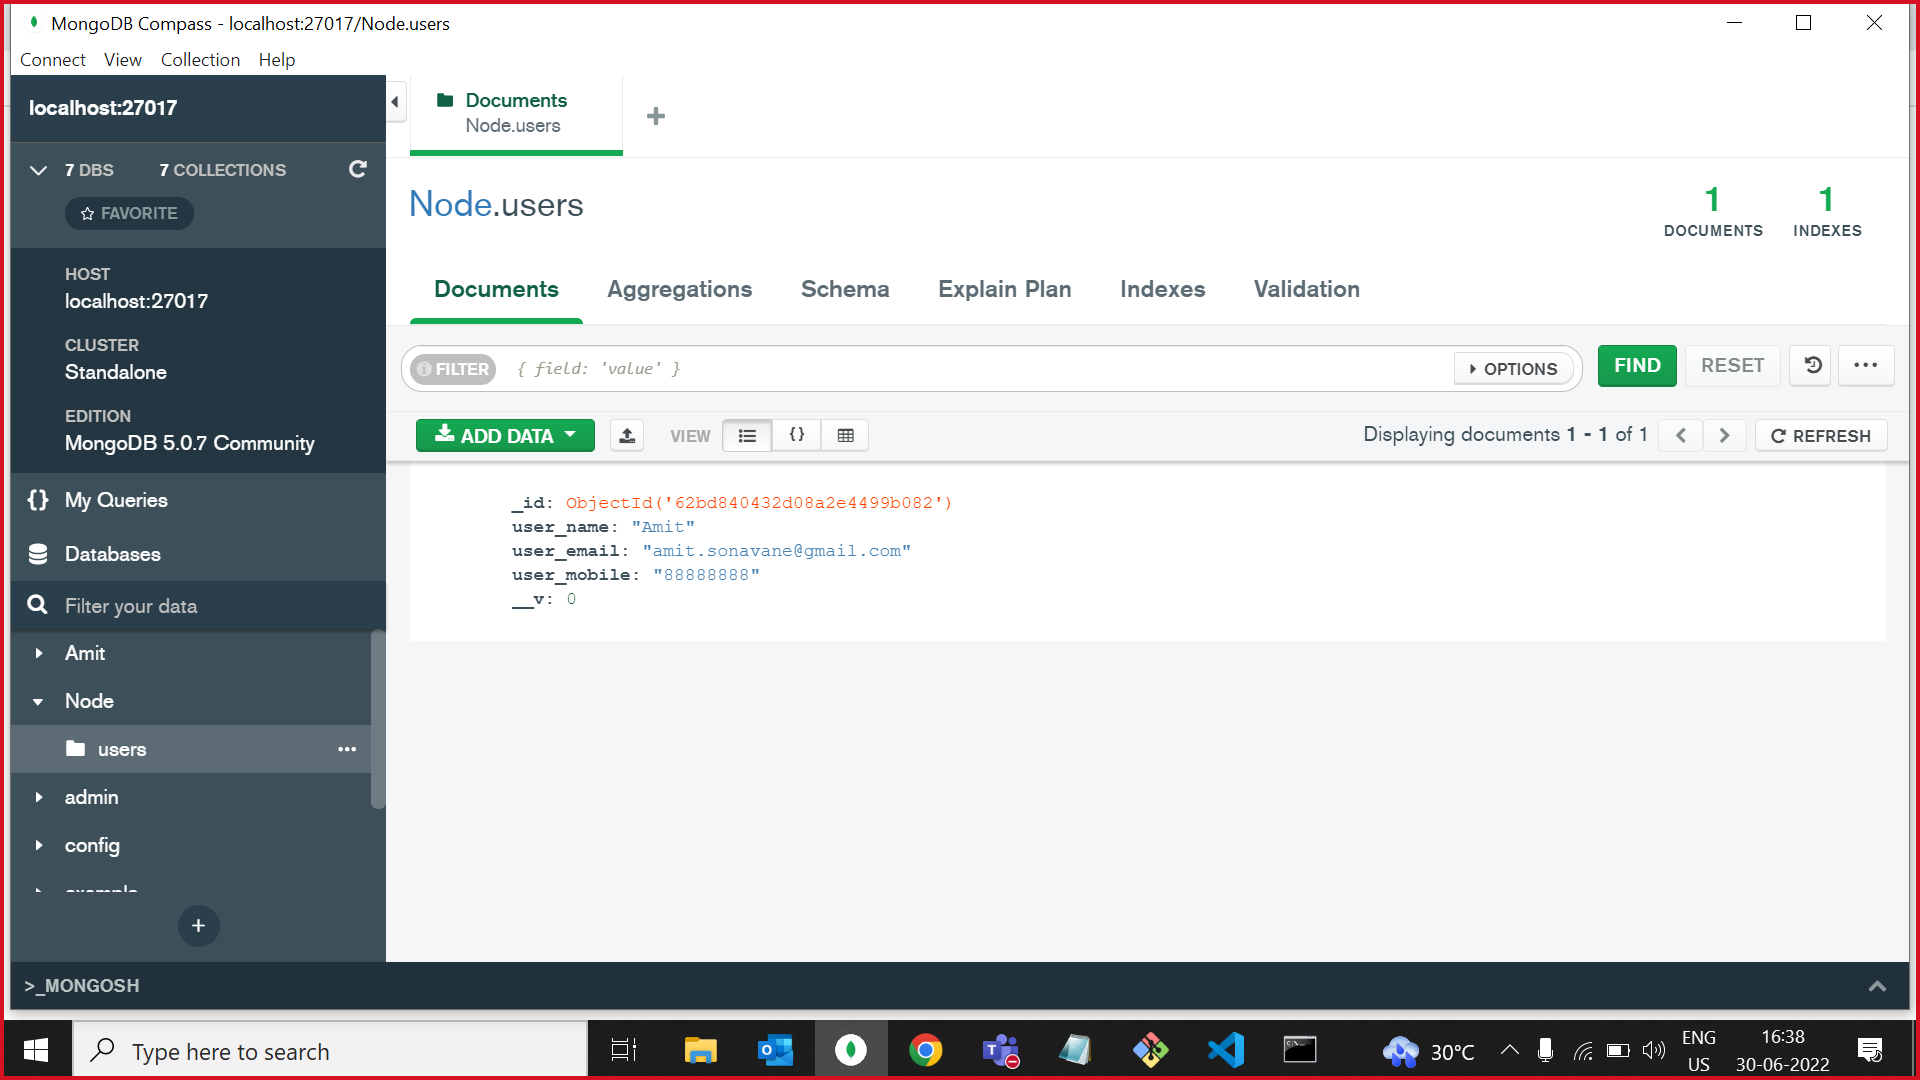 MongoDB Compass - localhost:27017/Node.users
Connect View Collection Help
localhost:27017
7 DBS 7 COLLECTIONS
FAVORITE
HOST
localhost:27017
CLUSTER
Standalone
EDITION
MongoDB 5.0.7 Community
{} My Queries
Databases
Filter your data
Amit
Node
users
admin
config
+
Documents
Node.users
+
Node.users
1
DOCUMENTS
1
INDEXES
Documents Aggregations Schema Explain Plan Indexes Validation
FILTER { field: 'value' } OPTIONS FIND RESET
ADD DATA VIEW {} Displaying documents 1 - 1 of 1 REFRESH
_id: ObjectId('62bd840432d08a2e4499b082')
user_name: "Amit"
user_email: "amit.sonavane@gmail.com"
user_mobile: "88888888"
__v: 0
>_MONGOSH
Type here to search
30°C
ENG
US
16:38
30-06-2022